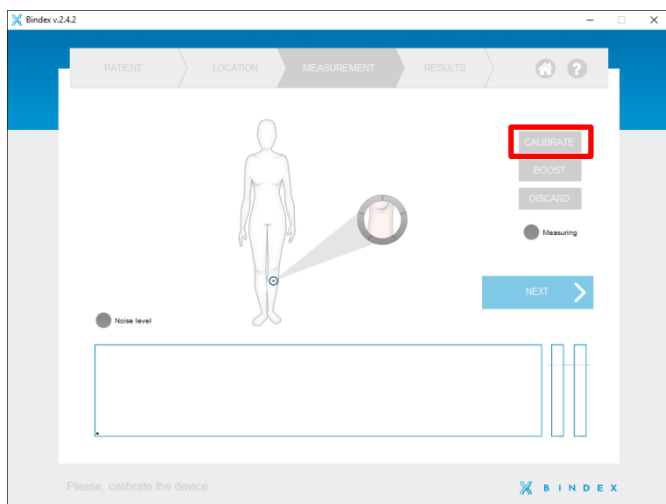 Bindex v.2.4.2
PATIENT
LOCATION
MEASUREMENT
RESULTS
?
CALIBRATE
BOOST
DISCARD
Measuring
NEXT
Noise level
Please, calibrate the device
BINDEX